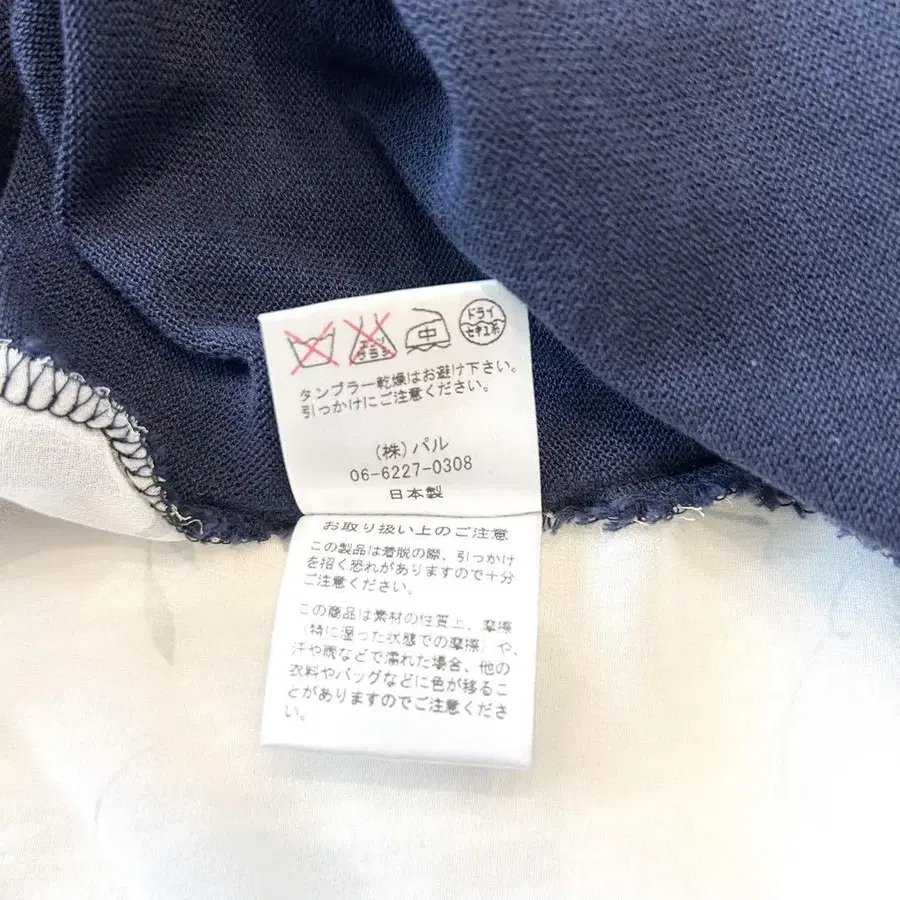 エンソ
サラシ
中
ドライ
セキユ系
タンブラー乾燥はお避け下さい。
引っかけにご注意ください。
(株)パル
06-6227-0308
日本製
お取り扱い上のご注意
この製品は着脱の際、引っかけ
を招く恐れがありますので十分
ご注意ください。
この商品は素材の性質上、摩擦
(特に湿った状態での摩擦)や、
汗や雨などで濡れた場合、他の
衣料やバッグなどに色が移るこ
とがありますのでご注意くださ
い。